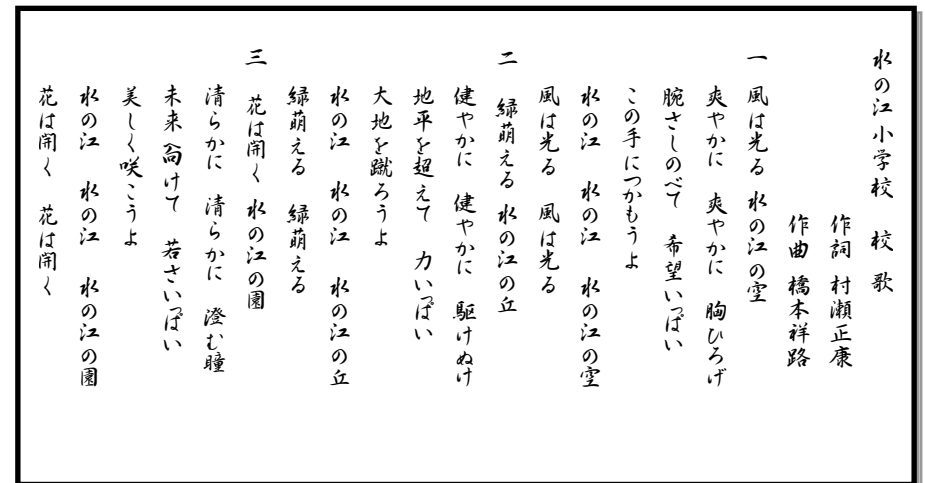 水の江小学校　校　歌
作詞　村瀬正康
作曲　橋本祥路
一　風は光る　水の江の空
爽やかに　爽やかに　胸ひろげ
腕さしのべて　希望いっぱい
この手につかもうよ
水の江　水の江　水の江の空
風は光る　風は光る
二　緑萌える　水の江の丘
健やかに　健やかに　駆けぬけ
地平を超えて　力いっぱい
大地を蹴ろうよ
水の江　水の江　水の江の丘
緑萌える　緑萌える
三　花は開く　水の江の園
清らかに　清らかに　澄む瞳
未来へ向けて　若さいっぱい
美しく咲こうよ
水の江　水の江　水の江の園
花は開く　花は開く